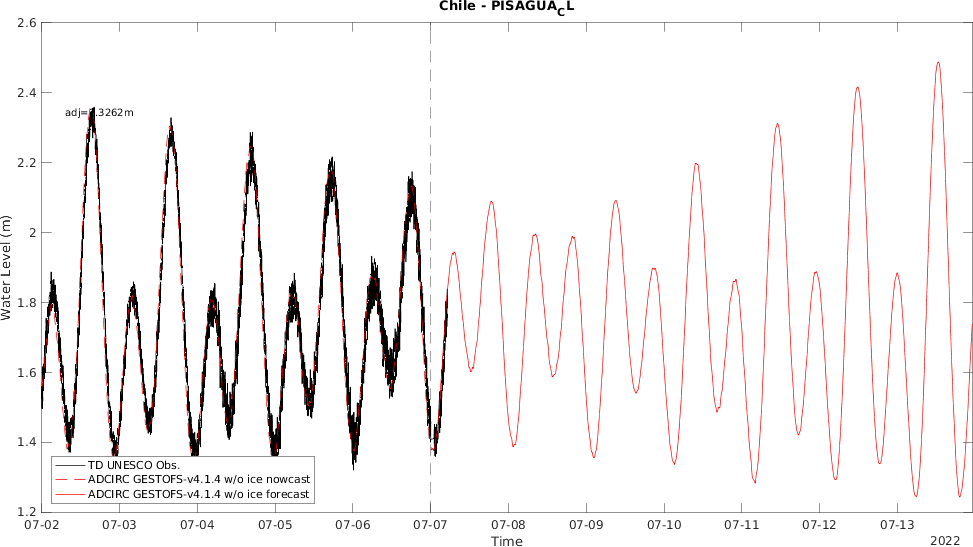 Chile - PISAGUACL
2.6
2.4
2.2
2
1.8
1.6
1.4
1.2
Water Level (m)
TD UNESCO Obs.
ADCIRC GESTOFS-v4.1.4 w/o ice nowcast
ADCIRC GESTOFS-v4.1.4 w/o ice forecast
07-02 07-03 07-04 07-05 07-06 07-07 07-08 07-09 07-10 07-11 07-12 07-13
Time
2022